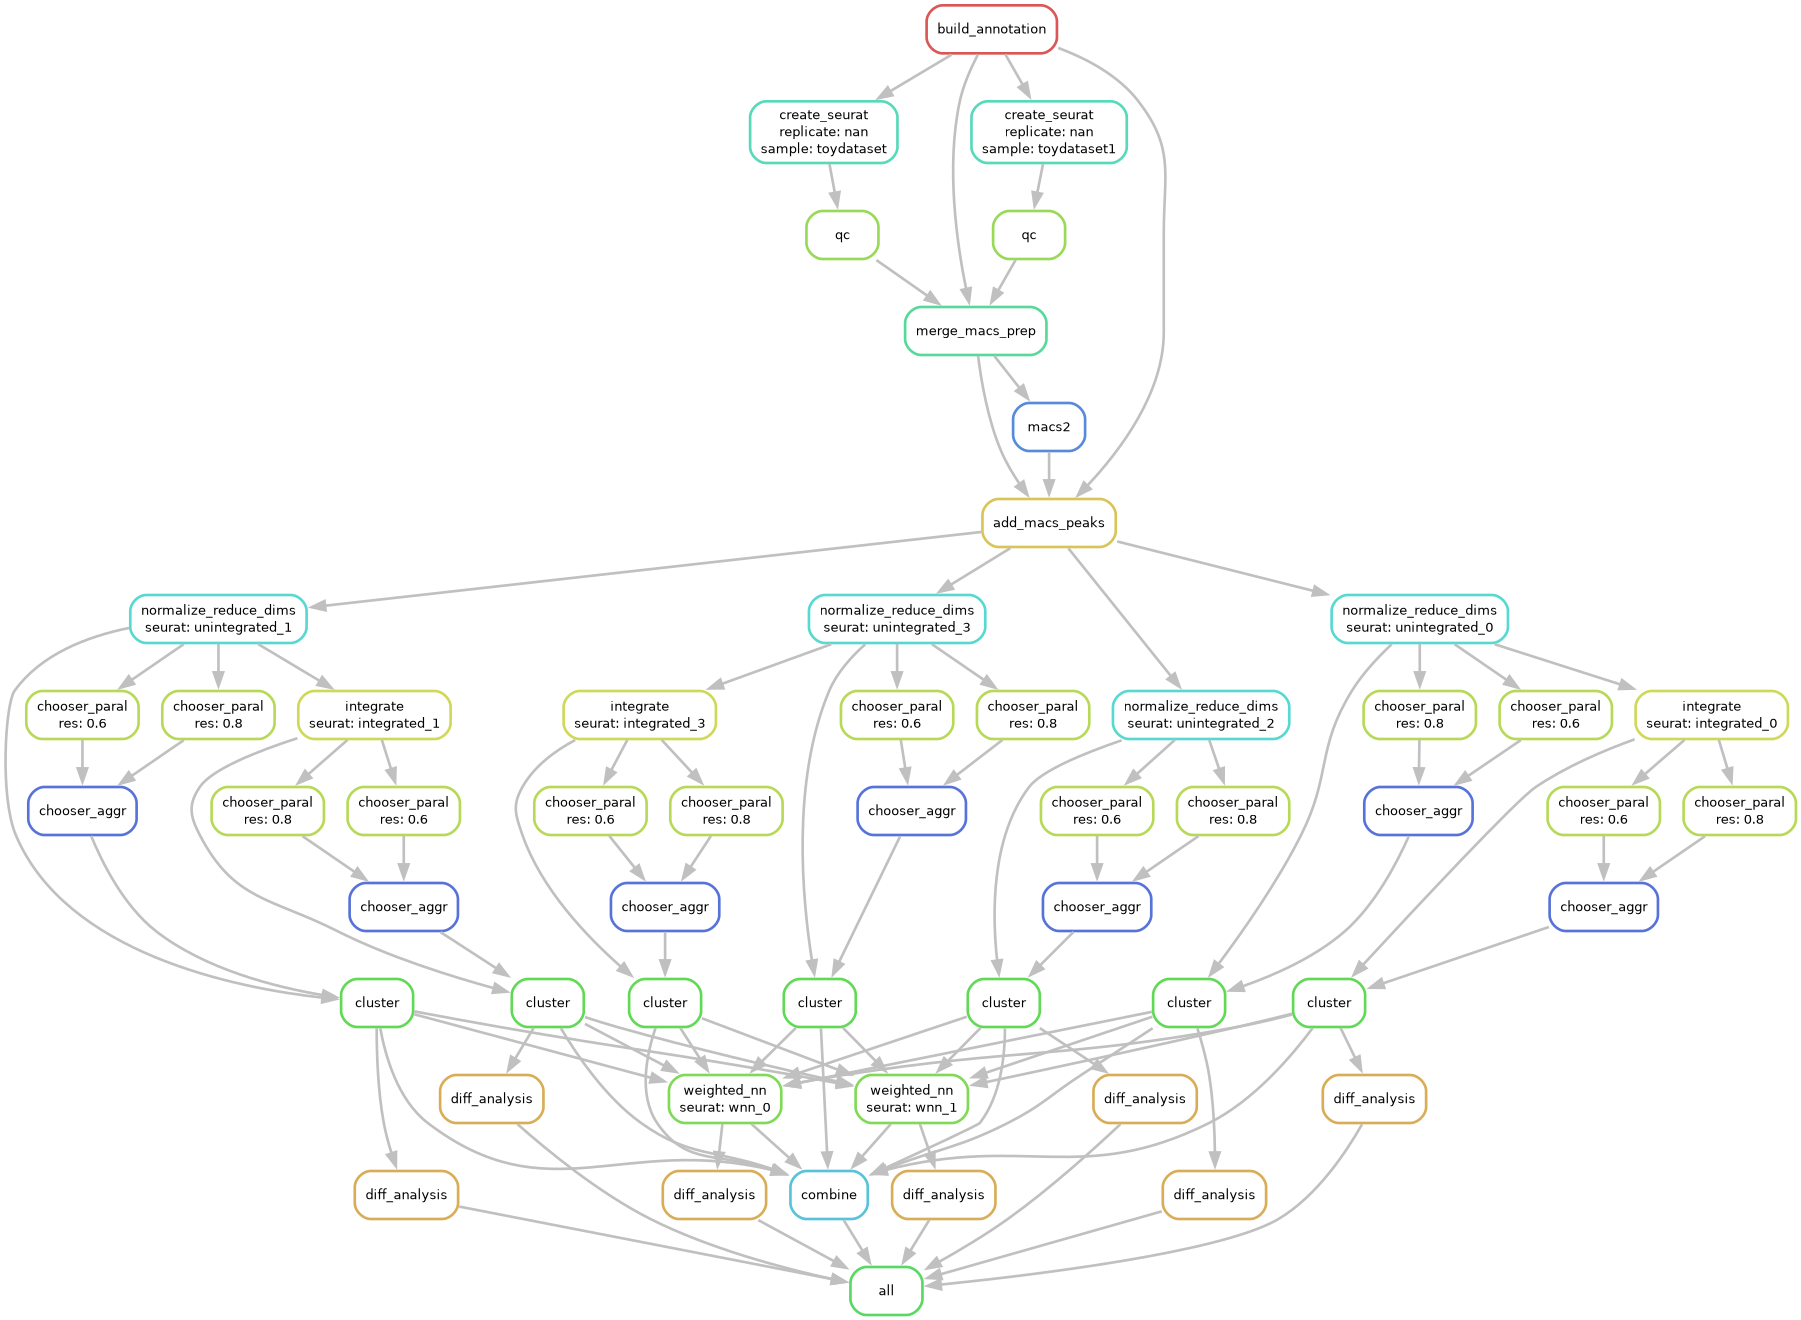 build_annotation
create_seurat
replicate: nan
sample: toydataset
create_seurat
replicate: nan
sample: toydataset1
qc
qc
merge_macs_prep
macs2
add_macs_peaks
normalize_reduce_dims
seurat: unintegrated_1
normalize_reduce_dims
seurat: unintegrated_3
normalize_reduce_dims
seurat: unintegrated_0
chooser_paral
res: 0.6
chooser_paral
res: 0.8
integrate
seurat: integrated_1
integrate
seurat: integrated_3
chooser_paral
res: 0.6
chooser_paral
res: 0.8
normalize_reduce_dims
seurat: unintegrated_2
chooser_paral
res: 0.8
chooser_paral
res: 0.6
integrate
seurat: integrated_0
chooser_aggr
chooser_paral
res: 0.8
chooser_paral
res: 0.6
chooser_paral
res: 0.6
chooser_paral
res: 0.8
chooser_aggr
chooser_paral
res: 0.6
chooser_paral
res: 0.8
chooser_aggr
chooser_paral
res: 0.6
chooser_paral
res: 0.8
chooser_aggr
chooser_aggr
chooser_aggr
chooser_aggr
cluster
cluster
cluster
cluster
cluster
cluster
cluster
diff_analysis
weighted_nn
seurat: wnn_0
weighted_nn
seurat: wnn_1
diff_analysis
diff_analysis
diff_analysis
diff_analysis
combine
diff_analysis
diff_analysis
all